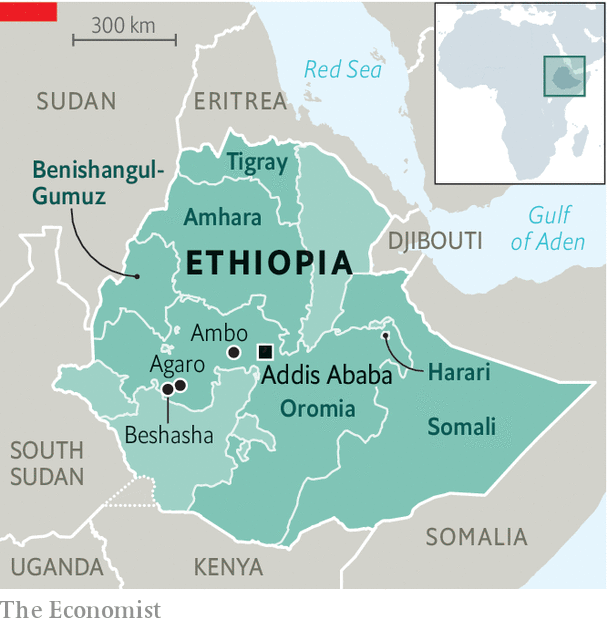 300 km
Red Sea
SUDAN
ERITREA
Tigray
Benishangul-
Gumuz
Amhara
Gulf
of Aden
DJIBOUTI
ETHIOPIA
Ambo
Agaro
Addis Ababa
Harari
Oromia
Somali
Beshasha
SOUTH
SUDAN
SOMALIA
UGANDA
KENYA
The Economist